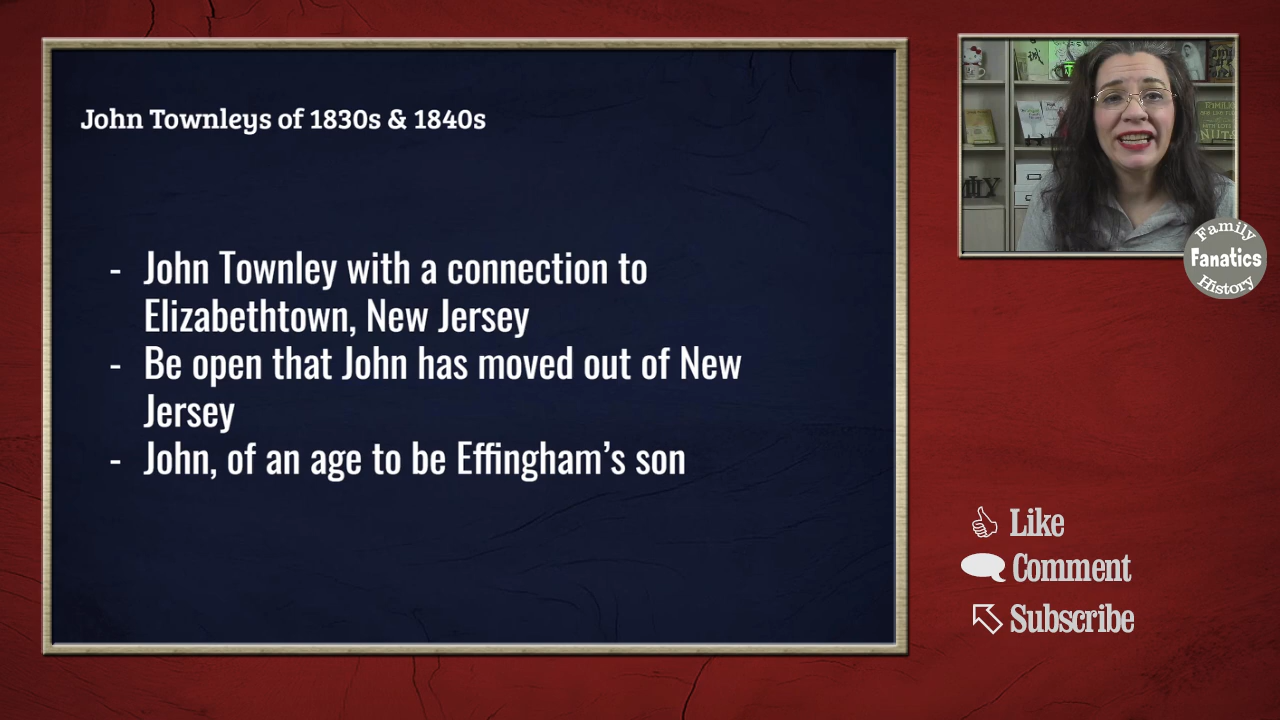 John Townleys of 1830s & 1840s
- John Townley with a connection to
Elizabethtown, New Jersey
- Be open that John has moved out of New
Jersey
- John, of an age to be Effingham's son
Family
Fanatics
History
Like
Comment
Subscribe